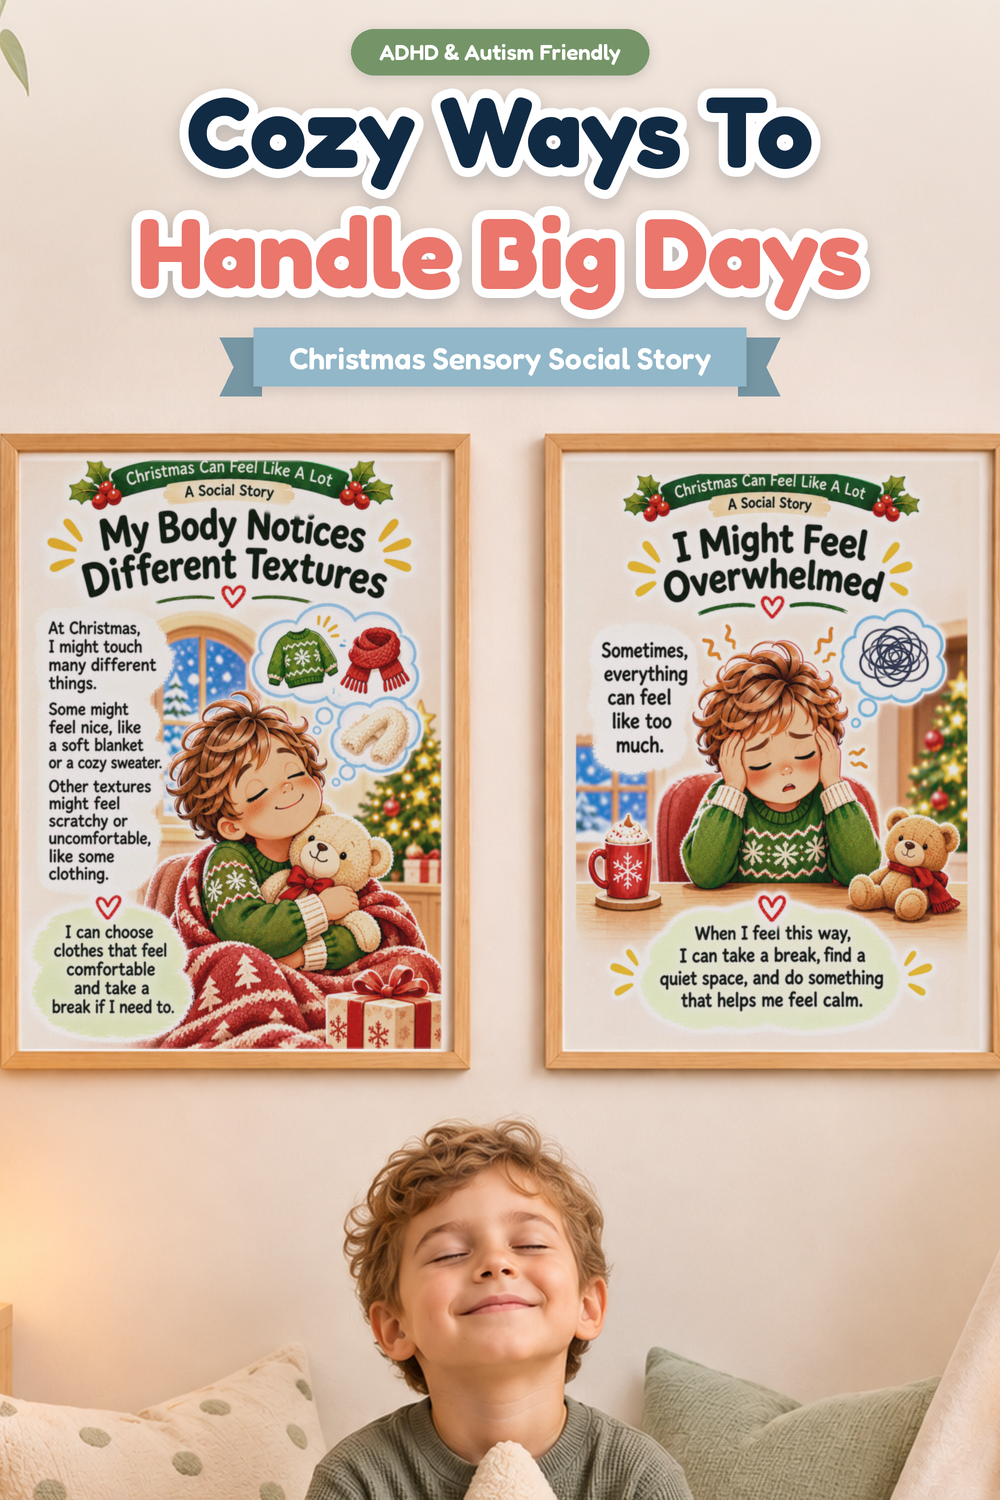 ADHD & Autism Friendly
Cozy Ways To
Handle Big Days
Christmas Sensory Social Story
Christmas Can Feel Like A Lot
A Social Story
My Body Notices
Different Textures
At Christmas,
I might touch
many different
things.
Some might
feel nice, like
a soft blanket
or a cozy sweater.
Other textures
might feel
scratchy or
uncomfortable,
like some
clothing.
I can choose
clothes that feel
comfortable
and take a
break if I need to.
Christmas Can Feel Like A Lot
A Social Story
I Might Feel
Overwhelmed
Sometimes,
everything
can feel
like too
much.
When I feel this way,
I can take a break, find a
quiet space, and do something
that helps me feel calm.